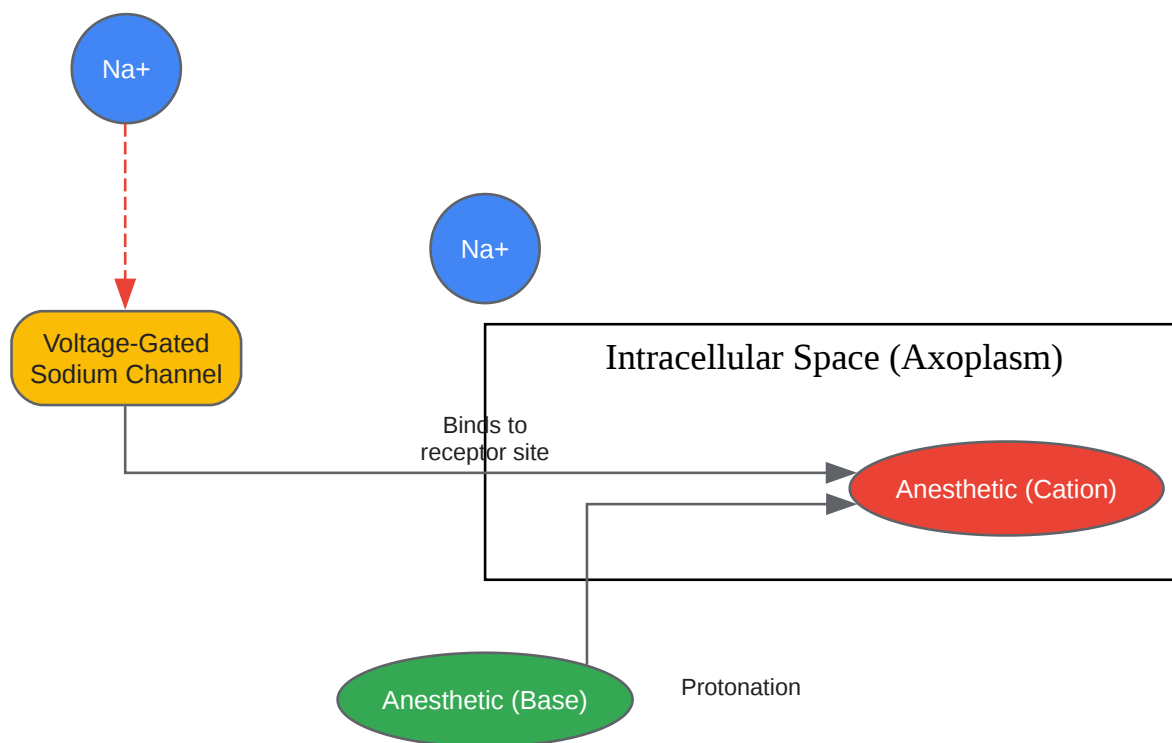 Na+
Na+
Voltage-Gated
Sodium Channel
Intracellular Space (Axoplasm)
Binds to
receptor site
Anesthetic (Cation)
Anesthetic (Base)
Protonation